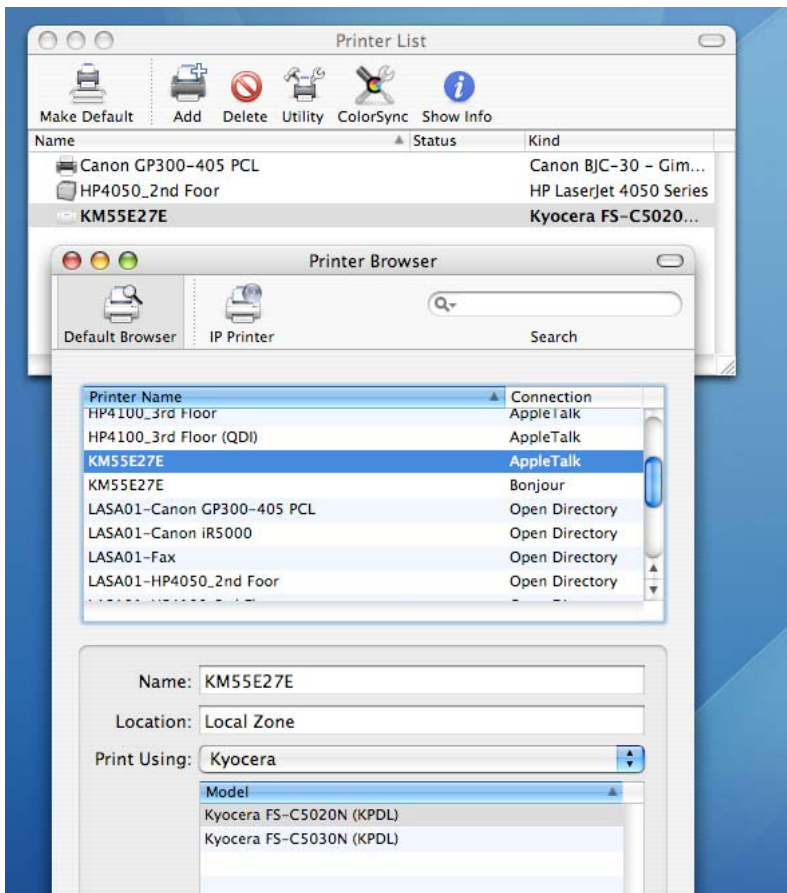 Printer List
Make Default Add Delete Utility ColorSync Show Info
Name Status Kind
Canon GP300-405 PCL Canon BJC-30 - Gim...
HP4050_2nd Foor HP LaserJet 4050 Series
KM55E27E Kyocera FS-C5020...
Printer Browser
Default Browser IP Printer Search
Printer Name Connection
HP4100_3rd Floor AppleTalk
HP4100_3rd Floor (QDI) AppleTalk
KM55E27E AppleTalk
KM55E27E Bonjour
LASA01-Canon GP300-405 PCL Open Directory
LASA01-Canon iR5000 Open Directory
LASA01-Fax Open Directory
LASA01-HP4050_2nd Foor Open Directory
Name: KM55E27E
Location: Local Zone
Print Using: Kyocera
Model
Kyocera FS-C5020N (KPDL)
Kyocera FS-C5030N (KPDL)